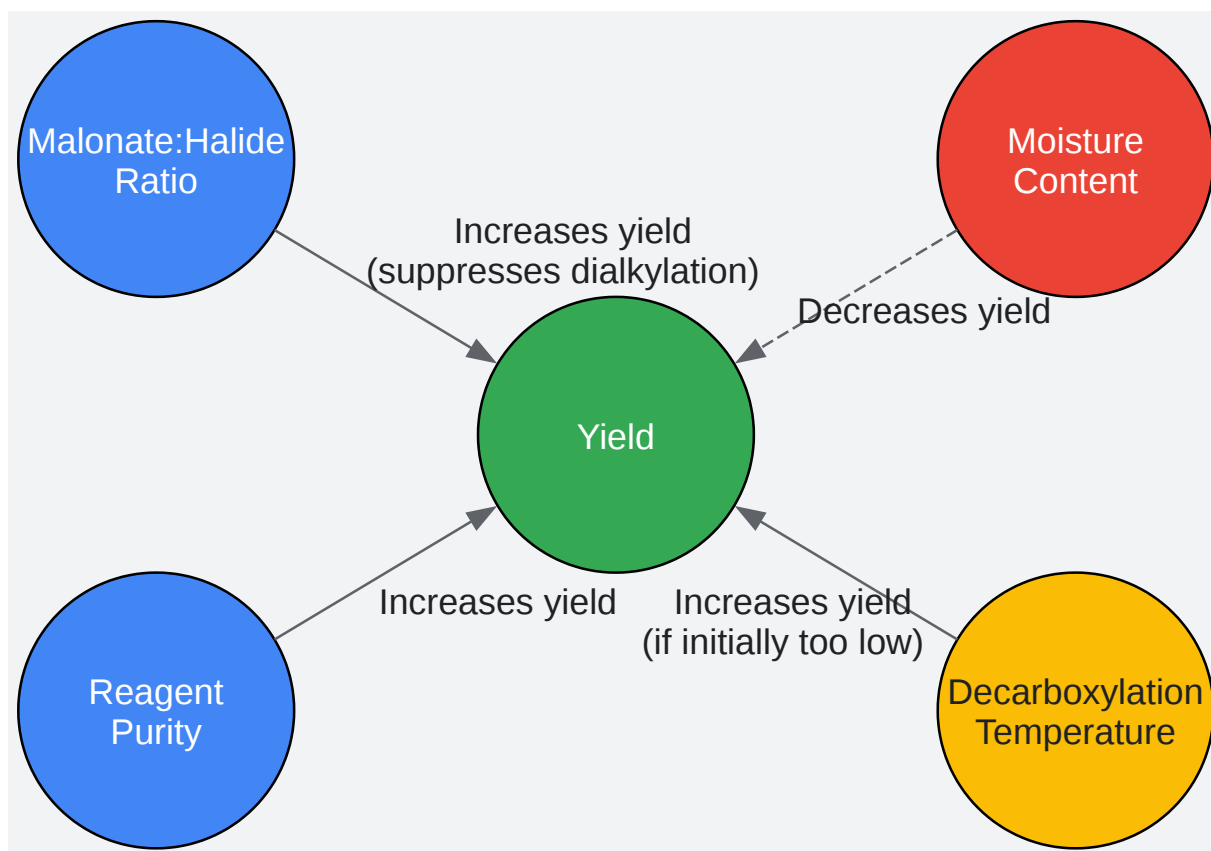 Malonate:Halide
Ratio
Moisture
Content
Increases yield
(suppresses dialkylation)
Decreases yield
Yield
Increases yield
Increases yield
(if initially too low)
Reagent
Purity
Decarboxylation
Temperature